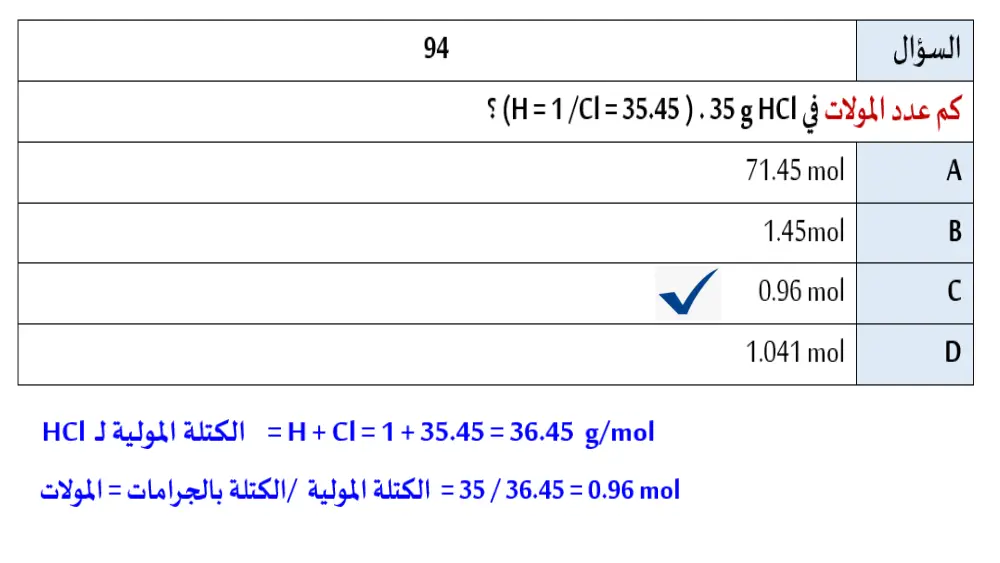 السؤال 94
كم عدد المولات في 35 g HCl . ( H = 1 /Cl = 35.45) ؟
A 71.45 mol
B 1.45mol
C 0.96 mol
D 1.041 mol
الكتلة المولية لـ HCl = H + Cl = 1 + 35.45 = 36.45 g/mol
المولات = الكتلة بالجرامات/ الكتلة المولية = 35 / 36.45 = 0.96 mol